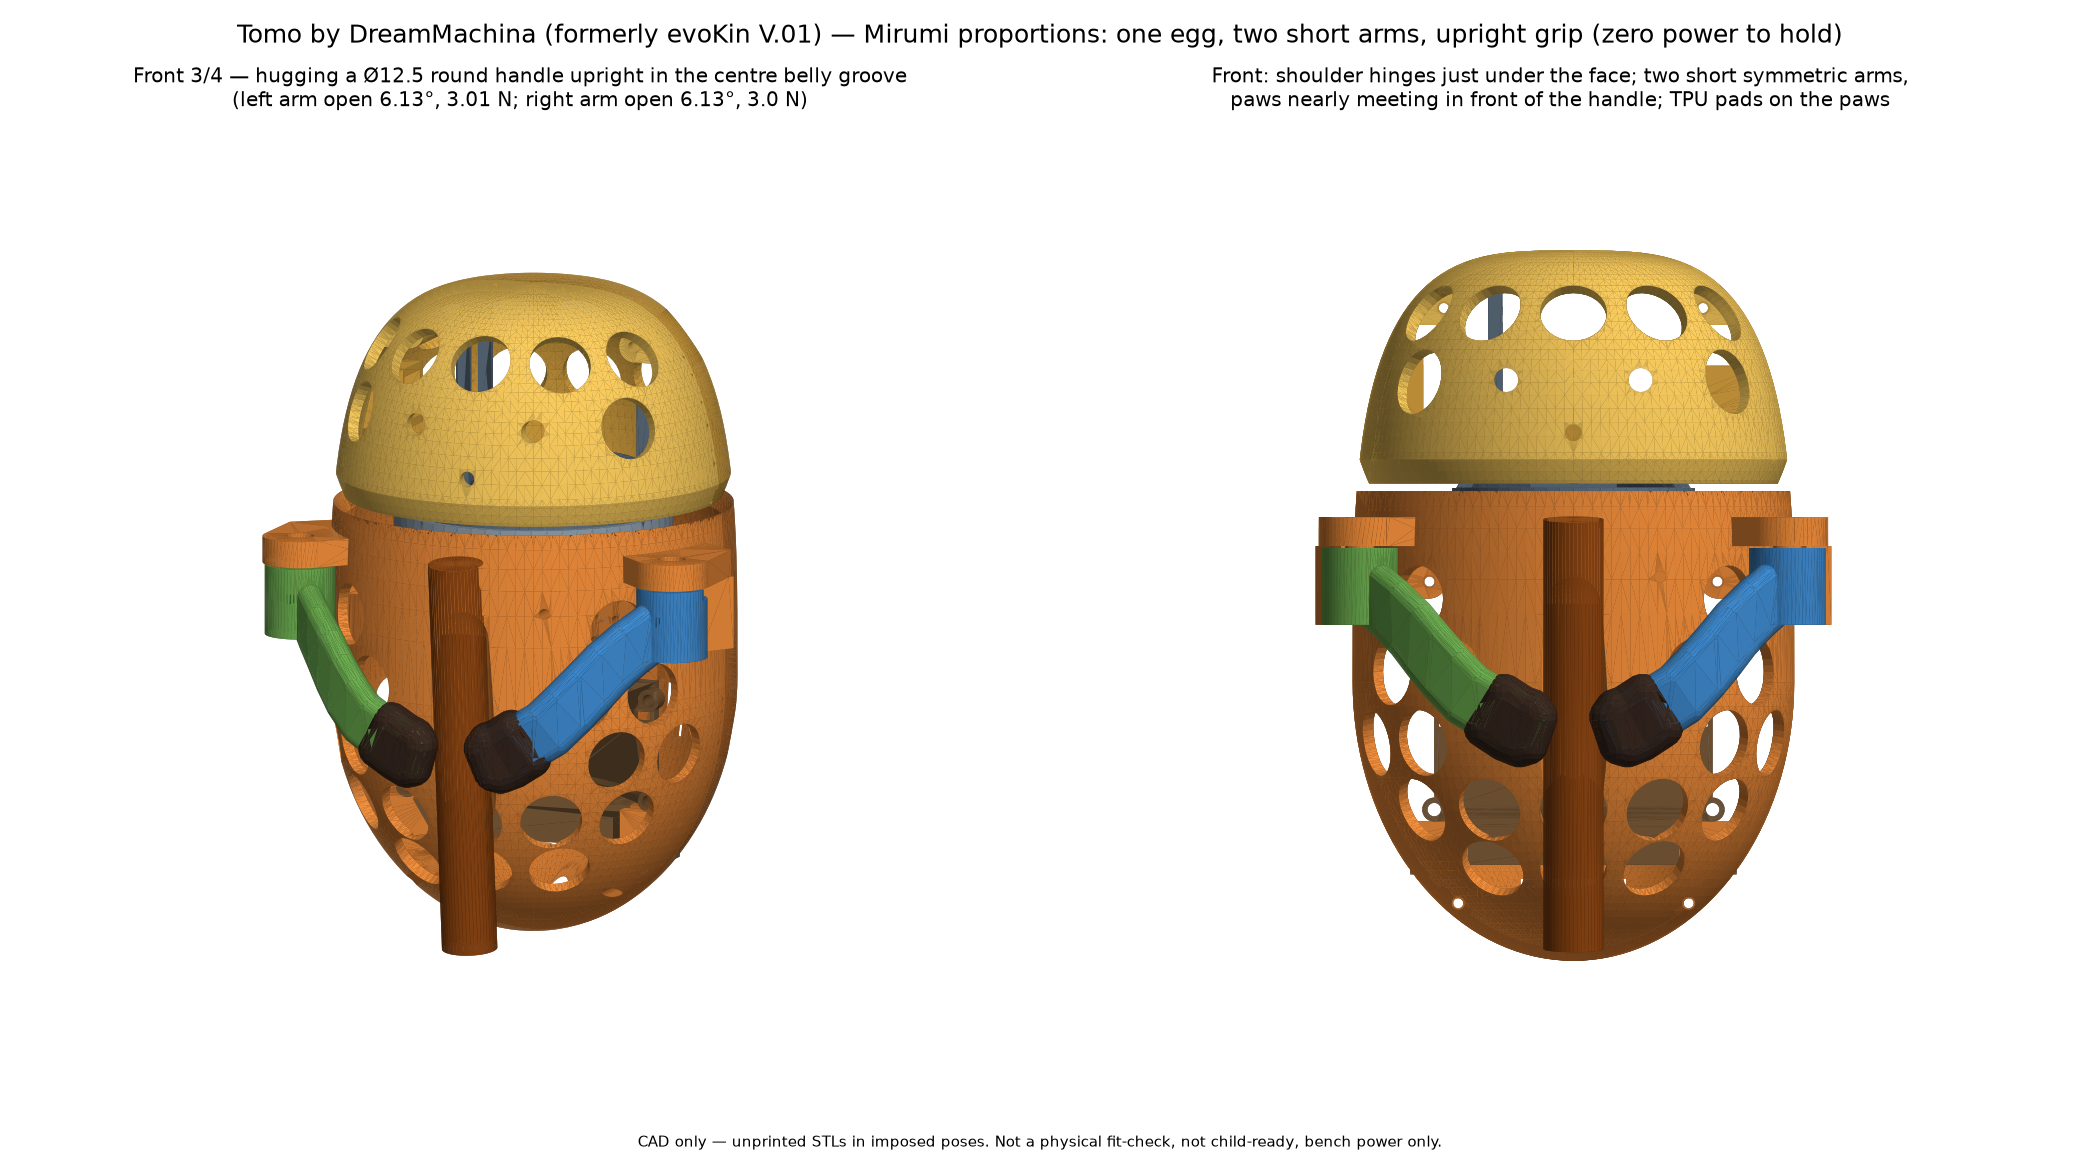 Tomo by DreamMachina (formerly evoKin V.01) — Mirumi proportions: one egg, two short arms, upright grip (zero power to hold)
Front 3/4 — hugging a Ø12.5 round handle upright in the centre belly groove
(left arm open 6.13°, 3.01 N; right arm open 6.13°, 3.0 N)
Front: shoulder hinges just under the face; two short symmetric arms,
paws nearly meeting in front of the handle; TPU pads on the paws
CAD only — unprinted STLs in imposed poses. Not a physical fit-check, not child-ready, bench power only.